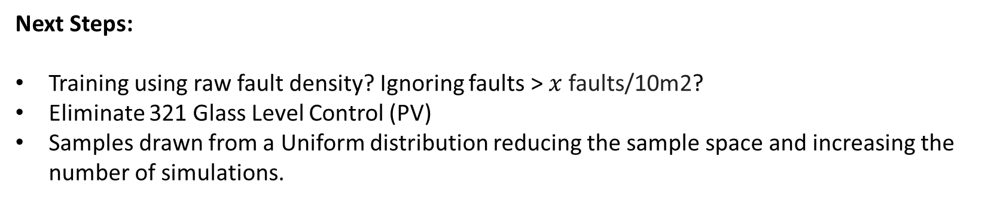 Next Steps:
• Training using raw fault density? Ignoring faults > x faults/10m2?
• Eliminate 321 Glass Level Control (PV)
• Samples drawn from a Uniform distribution reducing the sample space and increasing the
number of simulations.